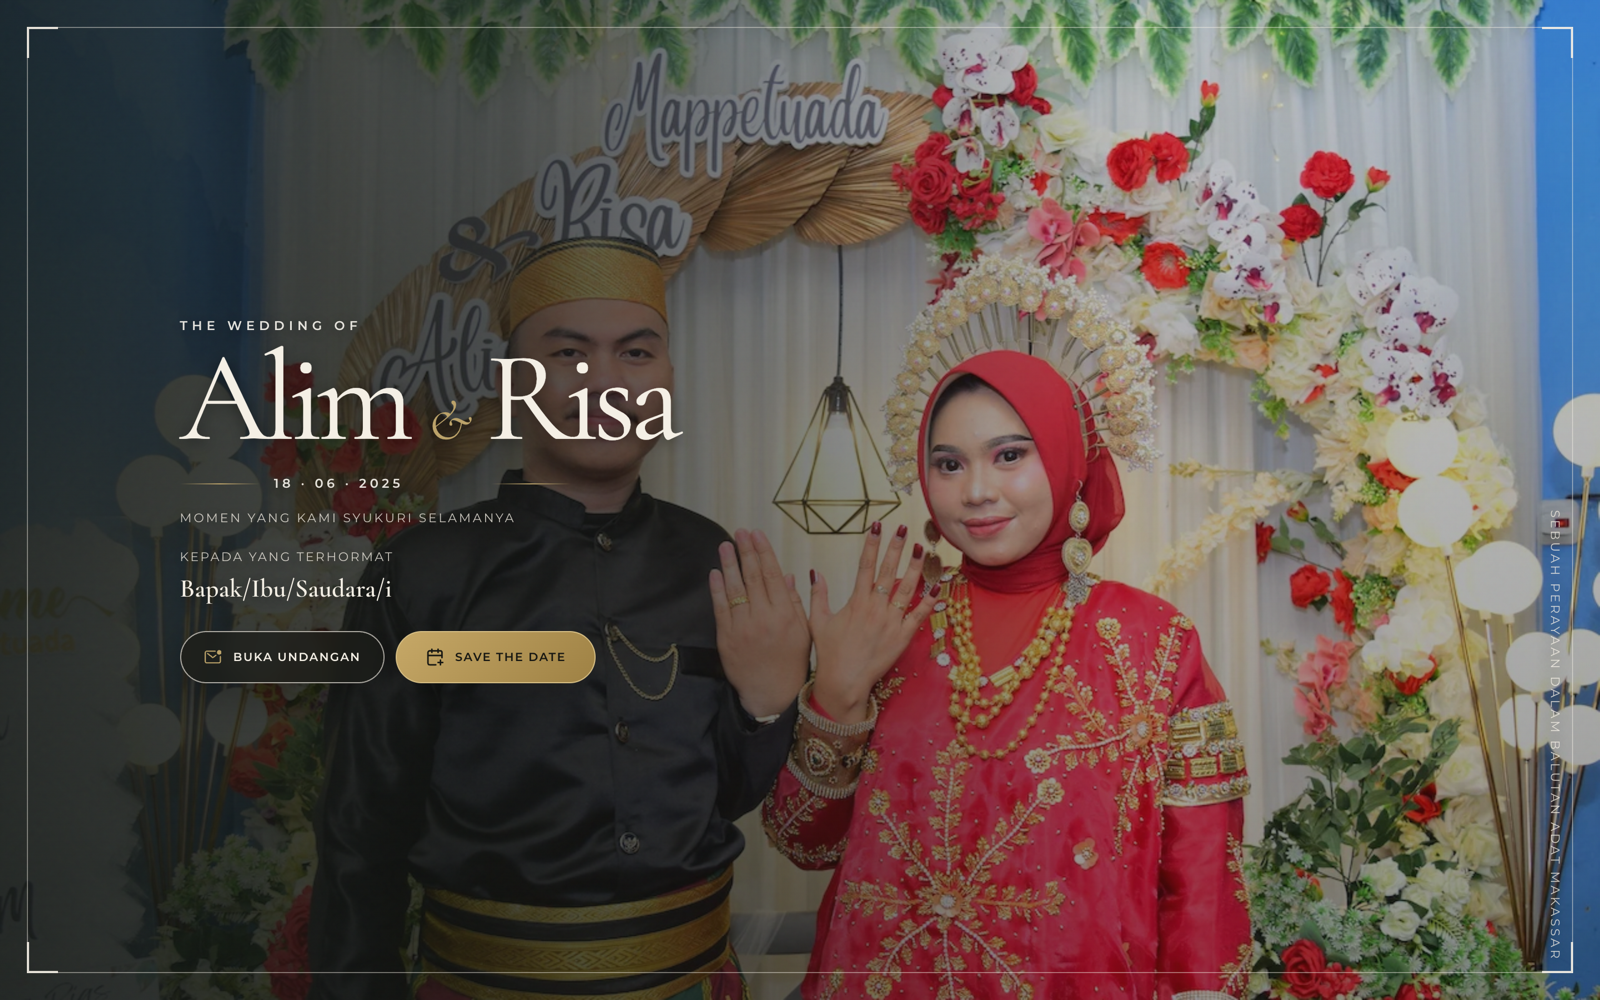 Mappetuada
& Risa
Ali
THE WEDDING OF
Alim & Risa
18 · 06 · 2025
MOMEN YANG KAMI SYUKURI SELAMANYA
KEPADA YANG TERHORMAT
Bapak/Ibu/Saudara/i
BUKA UNDANGAN
SAVE THE DATE
SEBUAH PERAYAAN DALAM BALUTAN ADAT MAKASSAR